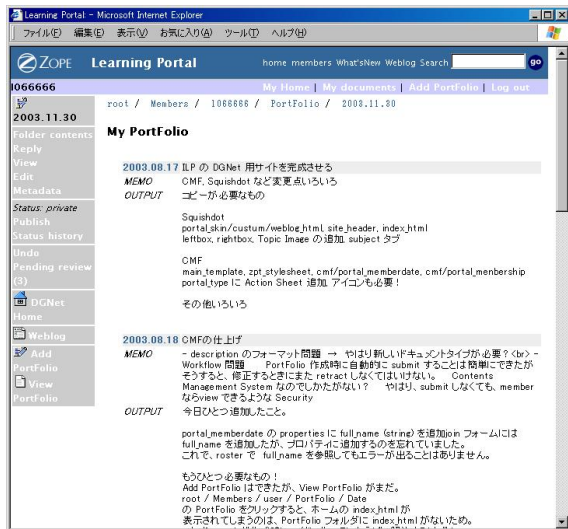 Learning Portal - Microsoft Internet Explorer
ファイル(F) 編集(E) 表示(V) お気に入り(A) ツール(T) ヘルプ(H)
ZOPE Learning Portal home members What'sNew Weblog Search go
1066666 My Home | My documents | Add PortFolio | Log out
root / Members / 1066666 / PortFolio / 2003.11.30
2003.11.30
Folder contents
Reply
View
Edit
Metadata
Status: private
Publish
Status history
Undo
Pending review
(3)
DGNet
Home
Weblog
Add
PortFolio
View
PortFolio
My PortFolio
2003.08.17 ILP の DGNet 用サイトを完成させる
MEMO CMF, Squishdot など変更点いろいろ
OUTPUT コピーが必要なもの
Squishdot
portal_skin/custum/weblog_html, site_header, index_html
leftbox, rightbox, Topic Image の追加, subject タブ
CMF
main_template, zpt_stylesheet, cmf/portal_memberdate, cmf/portal_menbership
portal_type に Action Sheet 追加 アイコンも必要！
その他いろいろ
2003.08.18 CMFの仕上げ
MEMO - description のフォーマット問題 → やはり新しいドキュメントタイプが必要？<br> -
Workflow 問題 PortFolio 作成時に自動的に submit することは簡単にできたが
そうすると、修正するときにまた retract しなくてはいけない。 Contents
Management System なのでしかたがない？ やはり、submit しなくても、member
ならview できるような Security
OUTPUT 今日ひとつ追加したこと。
portal_memberdate の properties に full_name (string) を追加join フォームには
full_name を追加したが、プロパティに追加するのを忘れていました。
これで、roster で full_name を参照してもエラーが出ることはありません。
もうひとつ必要なもの！
Add PortFolio はできたが、View PortFolio がまだ。
root / Members / user / PortFolio / Date
の PortFolio をクリックすると、ホームの index_html が
表示されてしまうのは、PortFolio フォルダに index_html がないため。